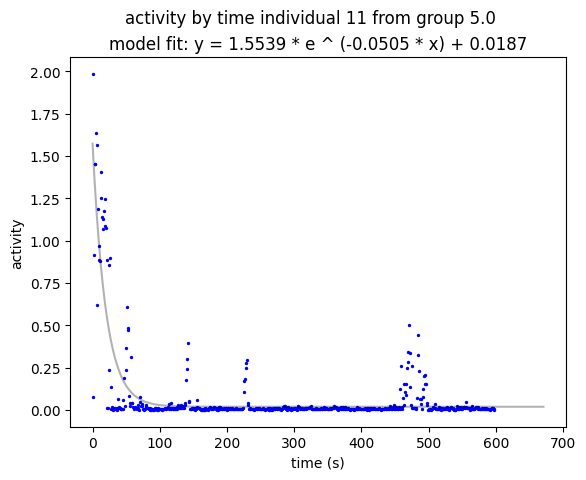 activity by time individual 11 from group 5.0
model fit: y = 1.5539 * e ^ (-0.0505 * x) + 0.0187
2.00
1.75
1.50
1.25
1.00
0.75
0.50
0.25
0.00
activity
0 100 200 300 400 500 600 700
time (s)